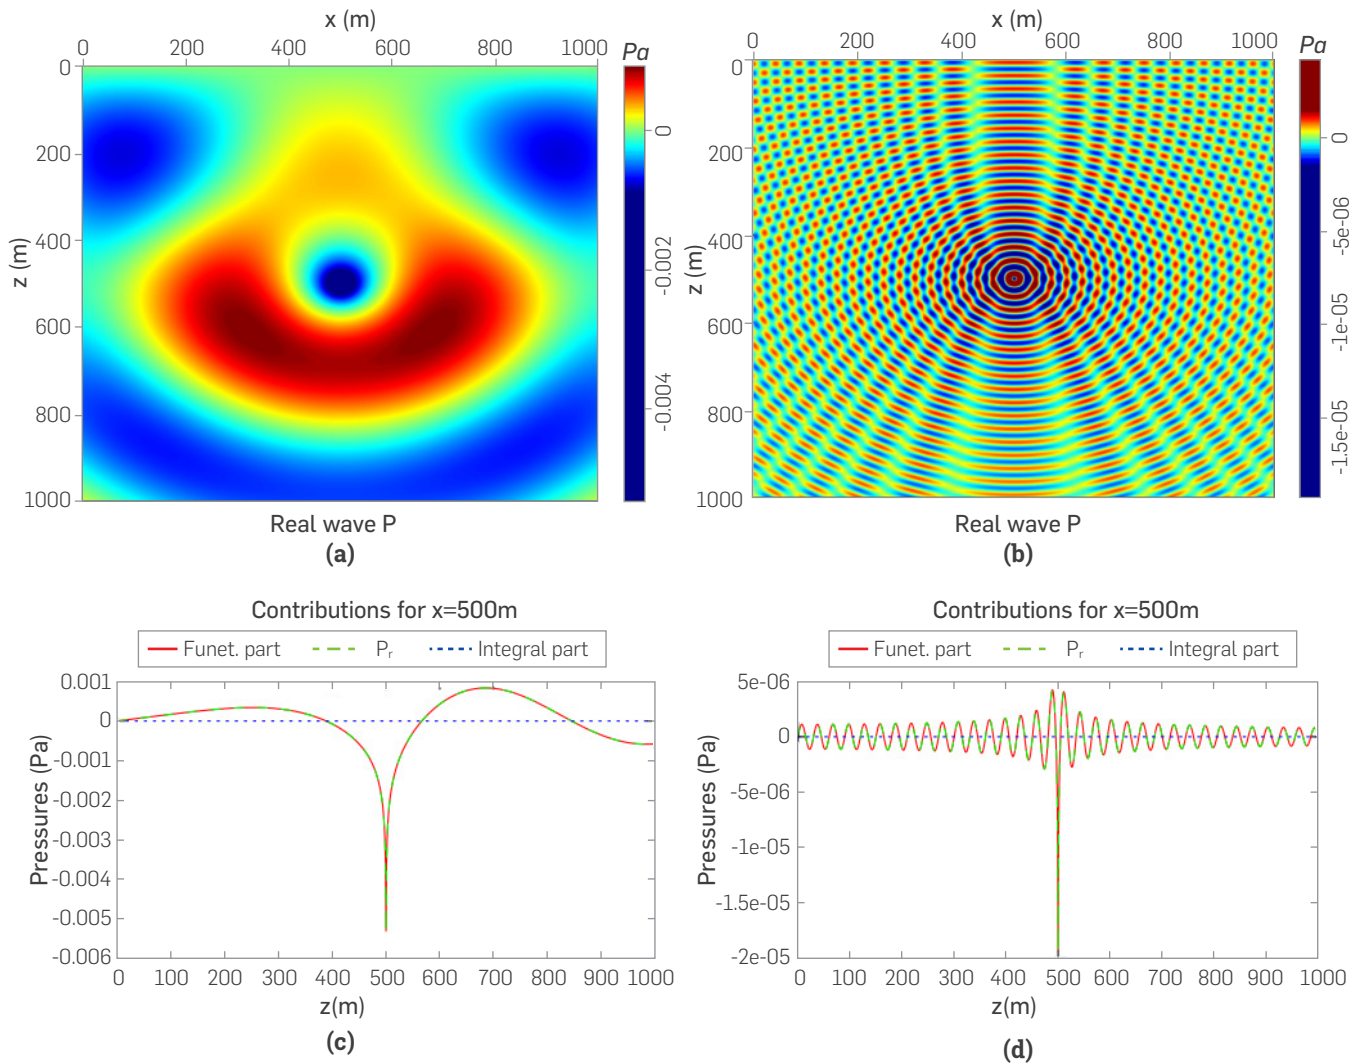 x (m)
0 200 400 600 800 1000
Pa
0
200
400
600
800
1000
z (m)
0
-0.002
-0.004
Real wave P
(a)
x (m)
0 200 400 600 800 1000
Pa
0
200
400
600
800
1000
z (m)
0
-5e-06
-1e-05
-1.5e-05
Real wave P
(b)
Contributions for x=500m
Funet. part Pr Integral part
0.001
0
-0.001
-0.002
-0.003
-0.004
-0.005
-0.006
Pressures (Pa)
0 100 200 300 400 500 600 700 800 900 1000
z(m)
(c)
Contributions for x=500m
Funet. part Pr Integral part
5e-06
0
-5e-06
-1e-05
-1.5e-05
-2e-05
Pressures (Pa)
0 100 200 300 400 500 600 700 800 900 1000
z(m)
(d)